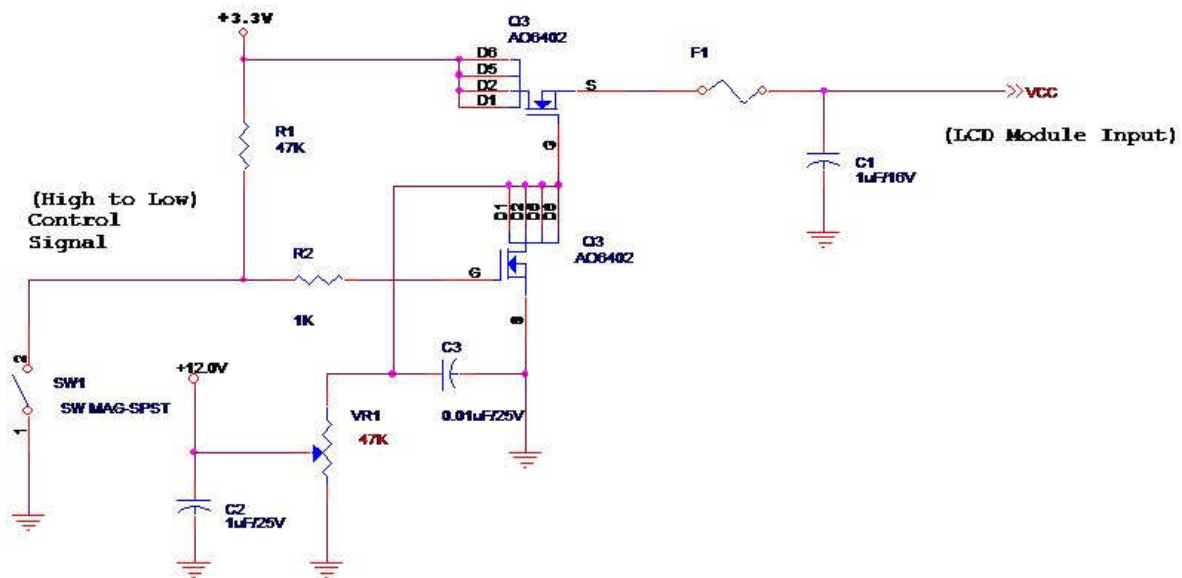 +3.3V
Q3
AO6402
F1
D6
D5
D2
D1
S
VCC
(LCD Module Input)
R1
47K
G
C1
1uF/16V
(High to Low)
Control
Signal
D1
D2
Q3
AO6402
R2
G
1K
S
C3
+12.0V
2
SW1
SW MAG-SPST
VR1
47K
0.01uF/25V
1
C2
1uF/25V